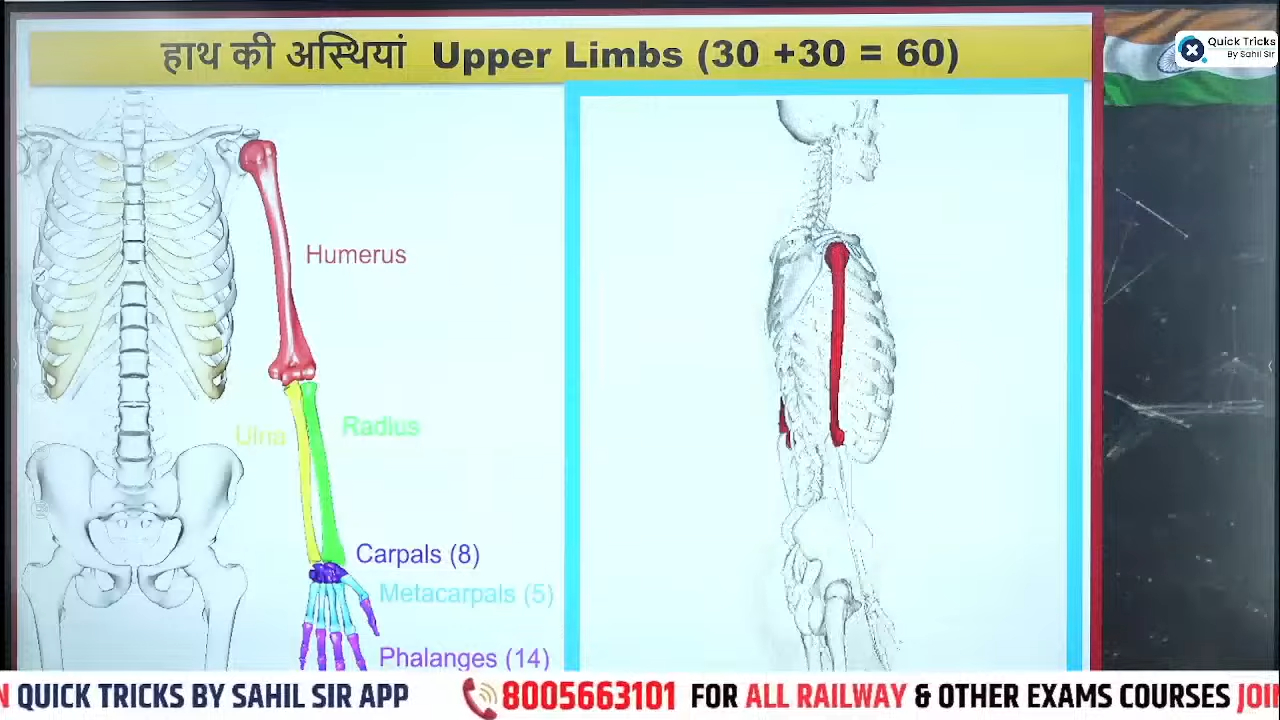 हाथ की अस्थियां Upper Limbs (30 +30 = 60)
Quick Tricks
By Sahil Sir
Humerus
Ulna
Radius
Carpals (8)
Metacarpals (5)
Phalanges (14)
QUICK TRICKS BY SAHIL SIR APP 8005663101 FOR ALL RAILWAY & OTHER EXAMS COURSES